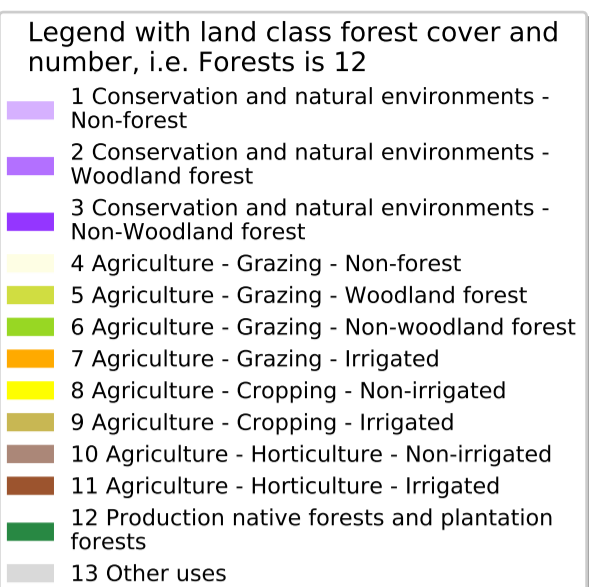 Legend with land class forest cover and
number, i.e. Forests is 12
1 Conservation and natural environments -
Non-forest
2 Conservation and natural environments -
Woodland forest
3 Conservation and natural environments -
Non-Woodland forest
4 Agriculture - Grazing - Non-forest
5 Agriculture - Grazing - Woodland forest
6 Agriculture - Grazing - Non-woodland forest
7 Agriculture - Grazing - Irrigated
8 Agriculture - Cropping - Non-irrigated
9 Agriculture - Cropping - Irrigated
10 Agriculture - Horticulture - Non-irrigated
11 Agriculture - Horticulture - Irrigated
12 Production native forests and plantation
forests
13 Other uses